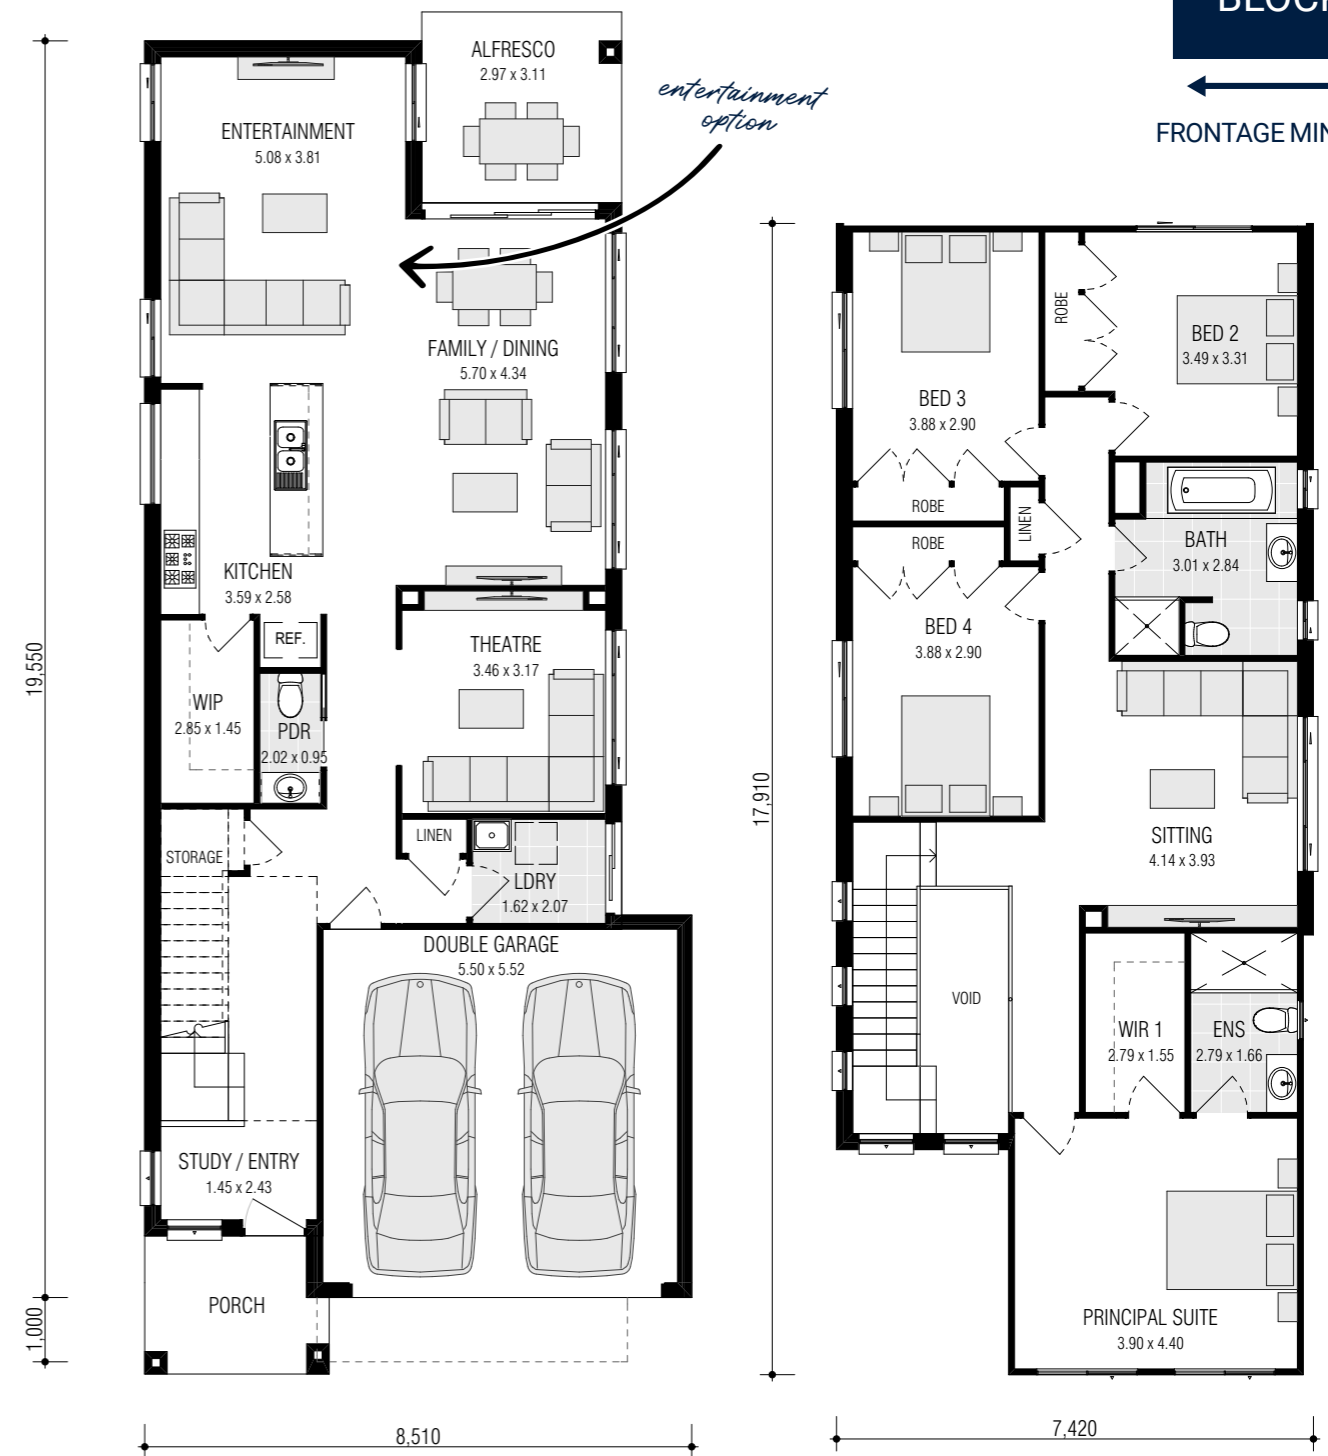 BLOCK
FRONTAGE MIN
ALFRESCO
2.97 x 3.11
entertainment
option
ENTERTAINMENT
5.08 x 3.81
FAMILY / DINING
5.70 x 4.34
KITCHEN
3.59 x 2.58
REF.
THEATRE
3.46 x 3.17
WIP
2.85 x 1.45
PDR
2.02 x 0.95
STORAGE
LINEN
LDRY
1.62 x 2.07
DOUBLE GARAGE
5.50 x 5.52
STUDY / ENTRY
1.45 x 2.43
PORCH
19,550
1,000
8,510
ROBE
BED 2
3.49 x 3.31
BED 3
3.88 x 2.90
ROBE
LINEN
ROBE
BATH
3.01 x 2.84
BED 4
3.88 x 2.90
SITTING
4.14 x 3.93
VOID
WIR 1
2.79 x 1.55
ENS
2.79 x 1.66
PRINCIPAL SUITE
3.90 x 4.40
17,910
7,420